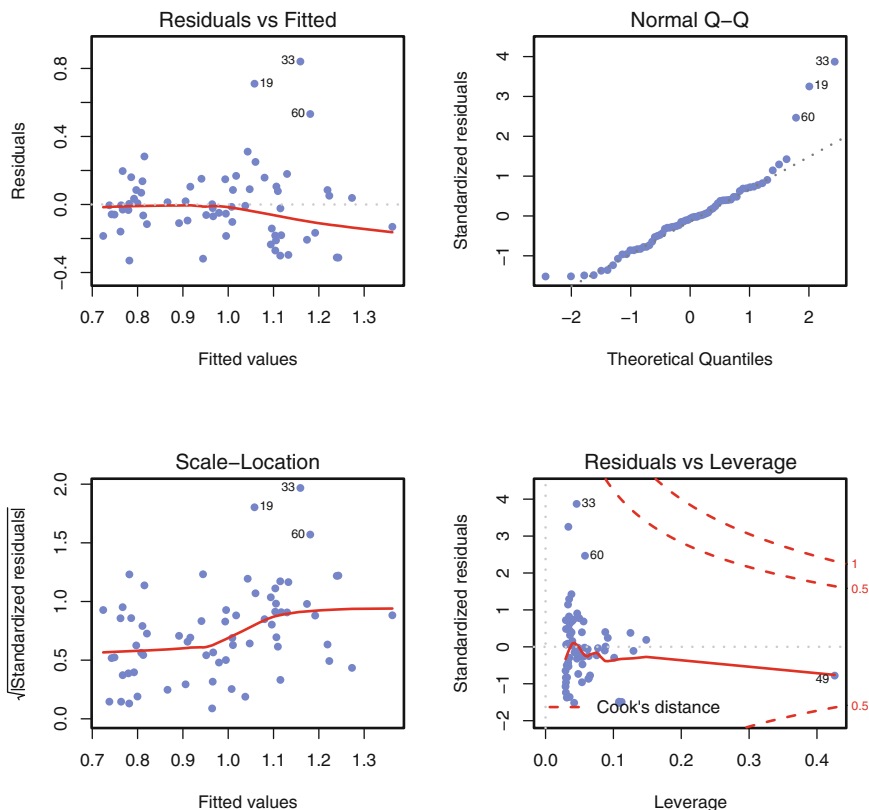 Residuals vs Fitted
Residuals
0.8
0.4
0.0
−0.4
33
19
60
0.7 0.8 0.9 1.0 1.1 1.2 1.3
Fitted values
Normal Q−Q
Standardized residuals
4
3
2
1
0
−1
33
19
60
−2 −1 0 1 2
Theoretical Quantiles
Scale−Location
√|Standardized residuals|
2.0
1.5
1.0
0.5
0.0
33
19
60
0.7 0.8 0.9 1.0 1.1 1.2 1.3
Fitted values
Residuals vs Leverage
Standardized residuals
4
3
2
1
0
−1
−2
33
60
49
1
0.5
0.5
Cook's distance
0.0 0.1 0.2 0.3 0.4
Leverage